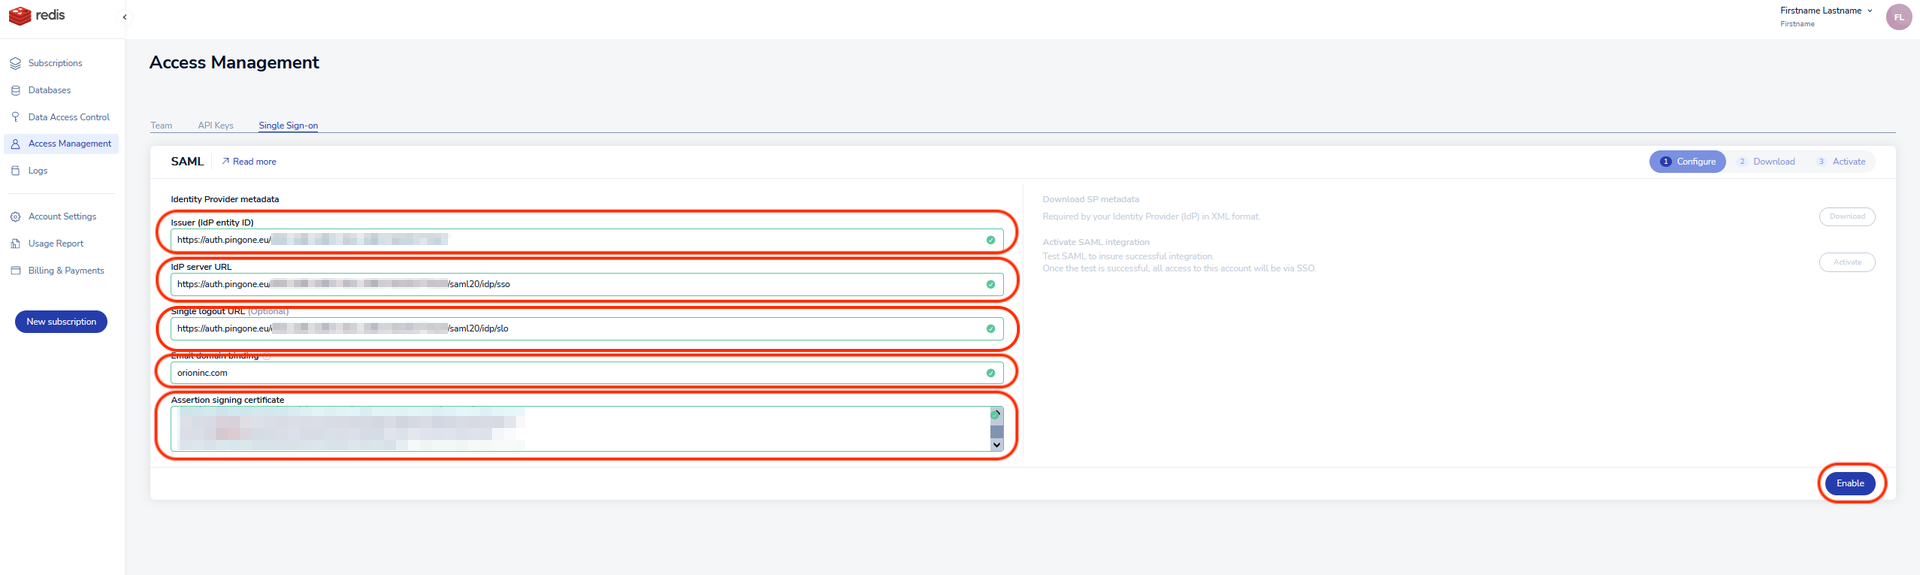 redis
Firstname Lastname
Firstname
FL
Subscriptions
Databases
Data Access Control
Access Management
Logs
Account Settings
Usage Report
Billing & Payments
New subscription
Access Management
Team API Keys Single Sign-on
SAML Read more
1 Configure 2 Download 3 Activate
Identity Provider metadata
Issuer (IdP entity ID)
https://auth.pingone.eu/
IdP server URL
https://auth.pingone.eu/ /saml20/idp/sso
Single logout URL (Optional)
https://auth.pingone.eu/ /saml20/idp/slo
Email domain binding
orioninc.com
Assertion signing certificate
Download SP metadata
Required by your Identity Provider (IdP) in XML format.
Download
Activate SAML integration
Test SAML to insure successful integration.
Once the test is successful, all access to this account will be via SSO.
Activate
Enable